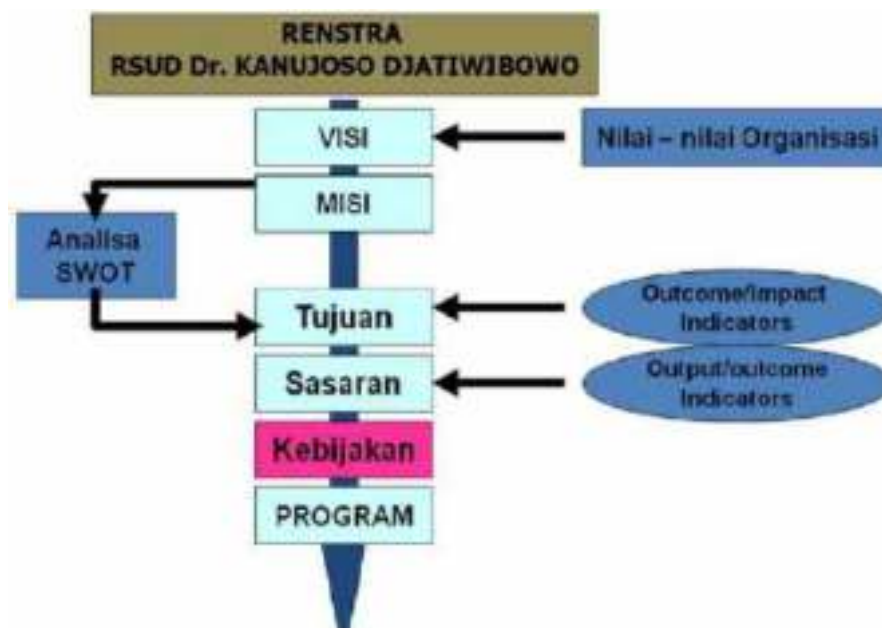 RENSTRA
RSUD Dr. KANUJOSO DJATIWIBOWO
VISI
Nilai – nilai Organisasi
MISI
Analisa
SWOT
Tujuan
Outcome/Impact
Indicators
Sasaran
Output/outcome
Indicators
Kebijakan
PROGRAM